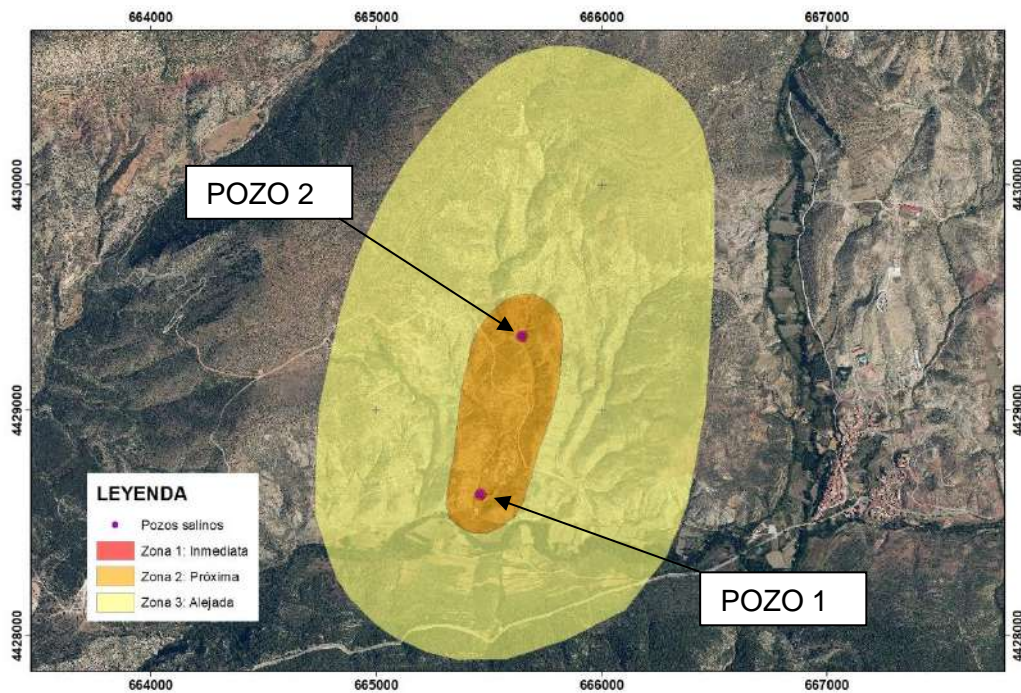 664000 665000 666000 667000
4430000 4430000
POZO 2
4429000 4429000
LEYENDA
Pozos salinos
Zona 1: Inmediata
Zona 2: Próxima
Zona 3: Alejada
POZO 1
4428000 4428000
664000 665000 666000 667000